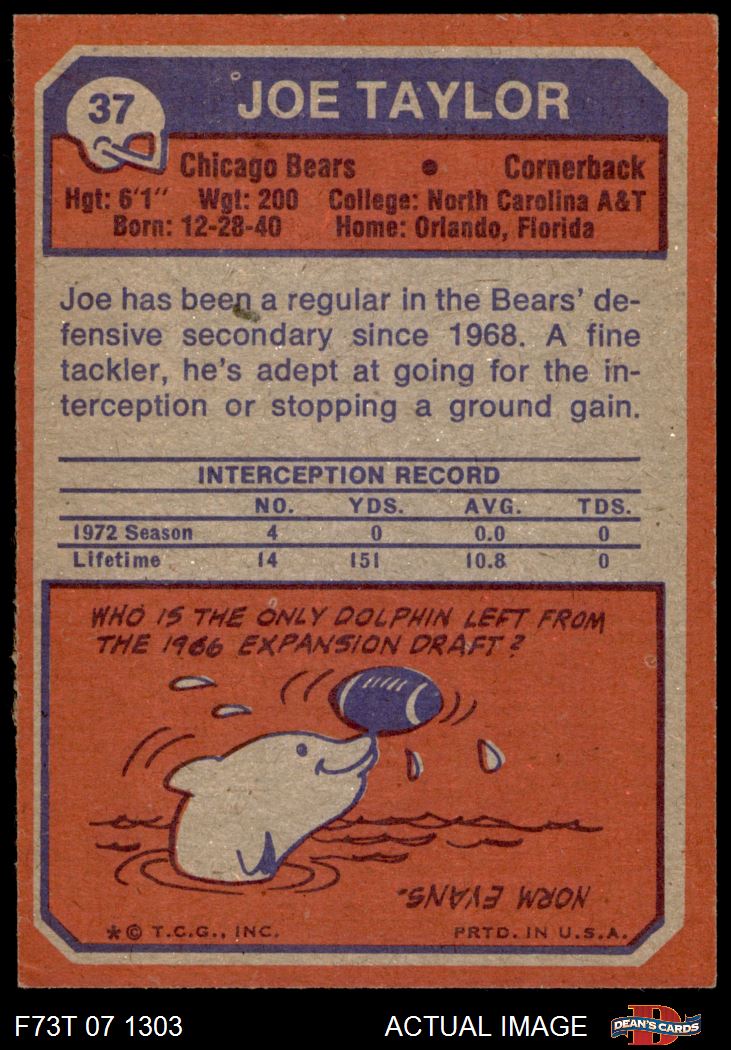 37
JOE TAYLOR
Chicago Bears • Cornerback
Hgt: 6'1" Wgt: 200 College: North Carolina A&T
Born: 12-28-40 Home: Orlando, Florida
Joe has been a regular in the Bears' de-
fensive secondary since 1968. A fine
tackler, he's adept at going for the in-
terception or stopping a ground gain.
INTERCEPTION RECORD
NO. YDS. AVG. TDS.
1972 Season 4 0 0.0 0
Lifetime 14 151 10.8 0
WHO IS THE ONLY DOLPHIN LEFT FROM
THE 1966 EXPANSION DRAFT?
NORM EVANS.
*© T.C.G., INC. PRTD. IN U.S.A.
F73T 07 1303 ACTUAL IMAGE D DEAN'S CARDS